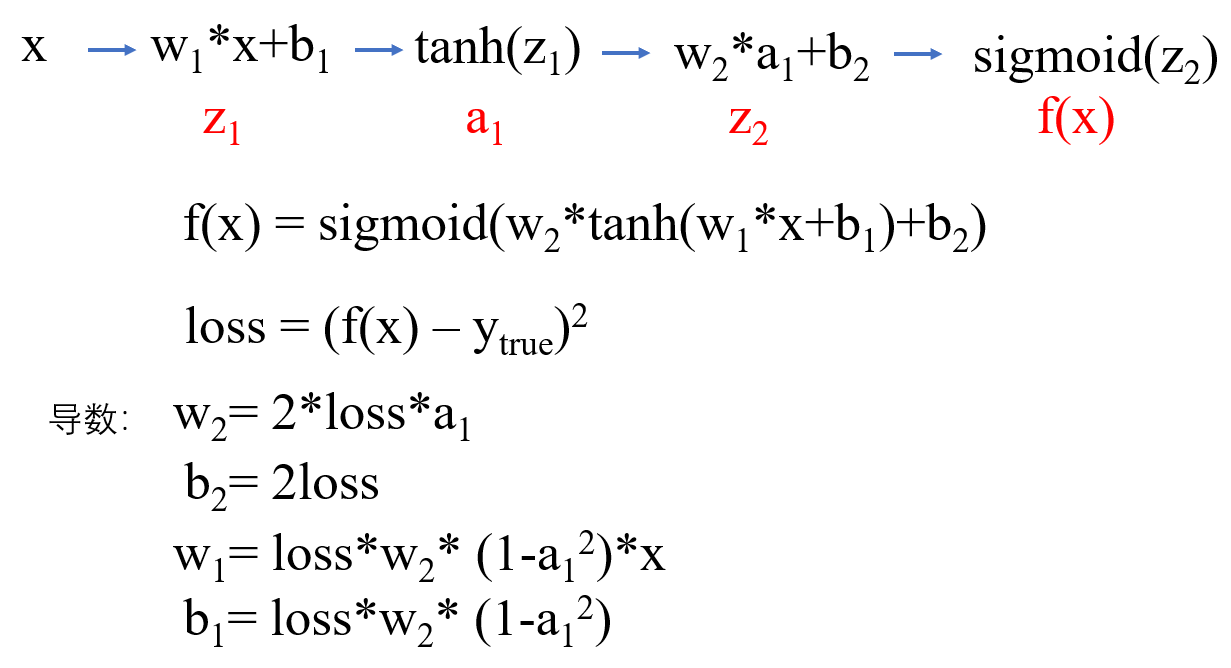 x → w₁*x+b₁ → tanh(z₁) → w₂*a₁+b₂ → sigmoid(z₂)
z₁ a₁ z₂ f(x)
f(x) = sigmoid(w₂*tanh(w₁*x+b₁)+b₂)
loss = (f(x) – y_true)²
导数: w₂= 2*loss*a₁
b₂= 2loss
w₁= loss*w₂* (1-a₁²)*x
b₁= loss*w₂* (1-a₁²)